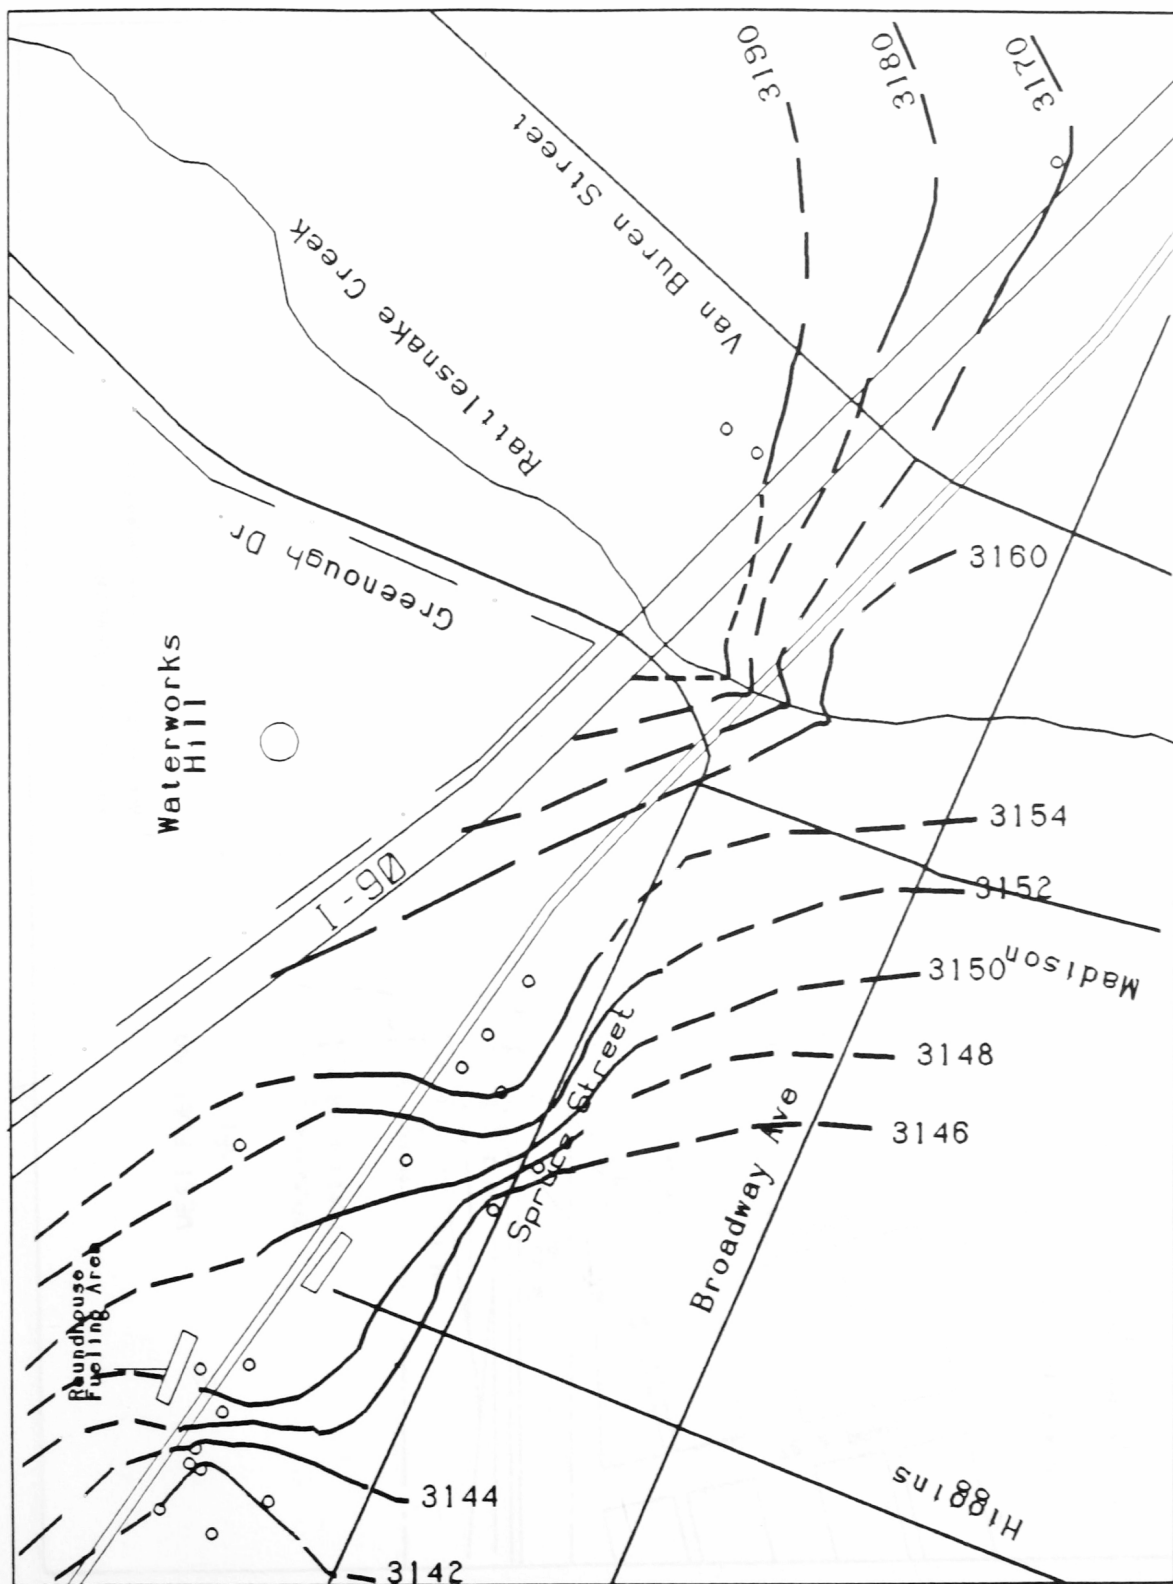 3190
3180
3170
Van Buren Street
Rattlesnake Creek
Greenough Dr
3160
Waterworks
Hill
I-90
3154
3152
Madison
3150
3148
Spruce Street
3146
Broadway Ave
Roundhouse
Fueling Area
3144
Higgins
3142